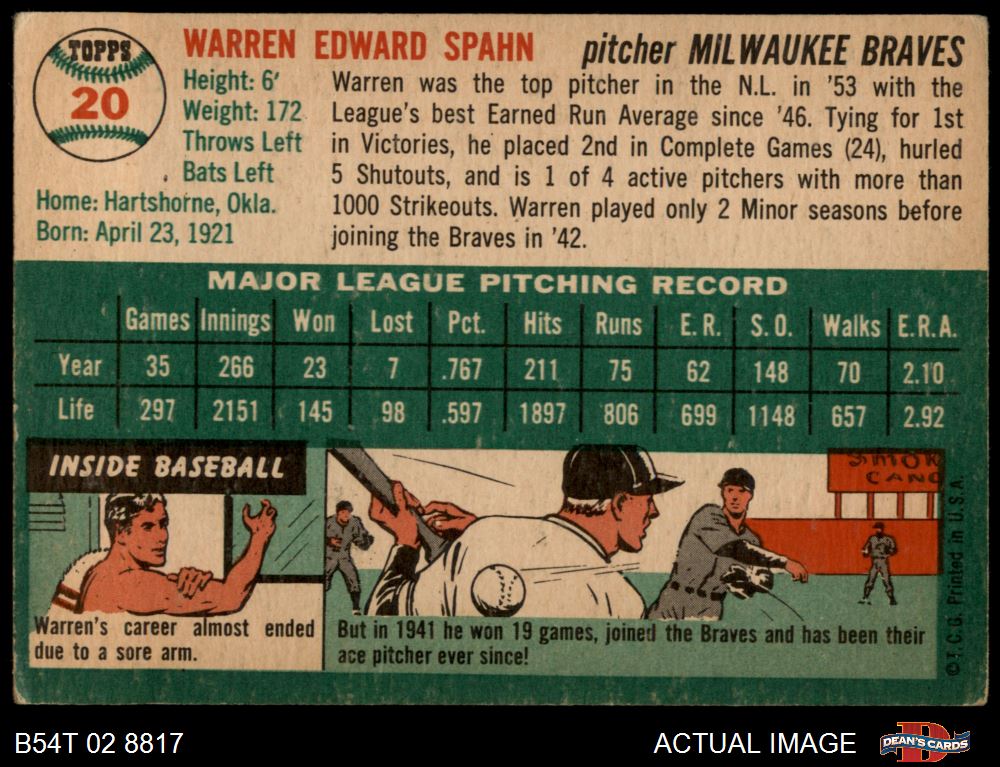 TOPPS
20
WARREN EDWARD SPAHN pitcher MILWAUKEE BRAVES
Height: 6'
Weight: 172
Throws Left
Bats Left
Home: Hartshorne, Okla.
Born: April 23, 1921
Warren was the top pitcher in the N.L. in '53 with the
League's best Earned Run Average since '46. Tying for 1st
in Victories, he placed 2nd in Complete Games (24), hurled
5 Shutouts, and is 1 of 4 active pitchers with more than
1000 Strikeouts. Warren played only 2 Minor seasons before
joining the Braves in '42.
MAJOR LEAGUE PITCHING RECORD
Games Innings Won Lost Pct. Hits Runs E.R. S.O. Walks E.R.A.
Year 35 266 23 7 .767 211 75 62 148 70 2.10
Life 297 2151 145 98 .597 1897 806 699 1148 657 2.92
INSIDE BASEBALL
Warren's career almost ended
due to a sore arm.
SMOK
CANC
But in 1941 he won 19 games, joined the Braves and has been their
ace pitcher ever since!
© T.C.G. Printed in U.S.A.
B54T 02 8817
ACTUAL IMAGE
DEAN'S CARDS